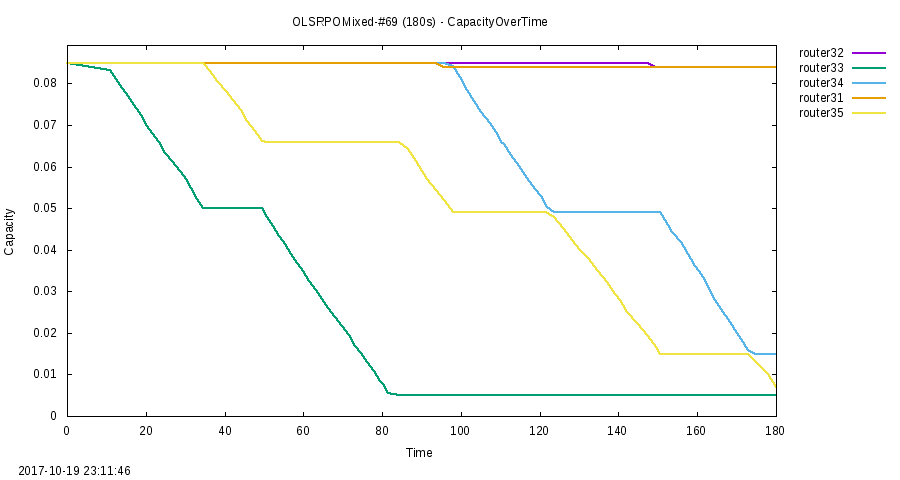 OLSRPOMixed-#69 (180s) - CapacityOverTime
router32
router33
router34
router31
router35
0.08
0.07
0.06
0.05
0.04
0.03
0.02
0.01
0
Capacity
0 20 40 60 80 100 120 140 160 180
Time
2017-10-19 23:11:46